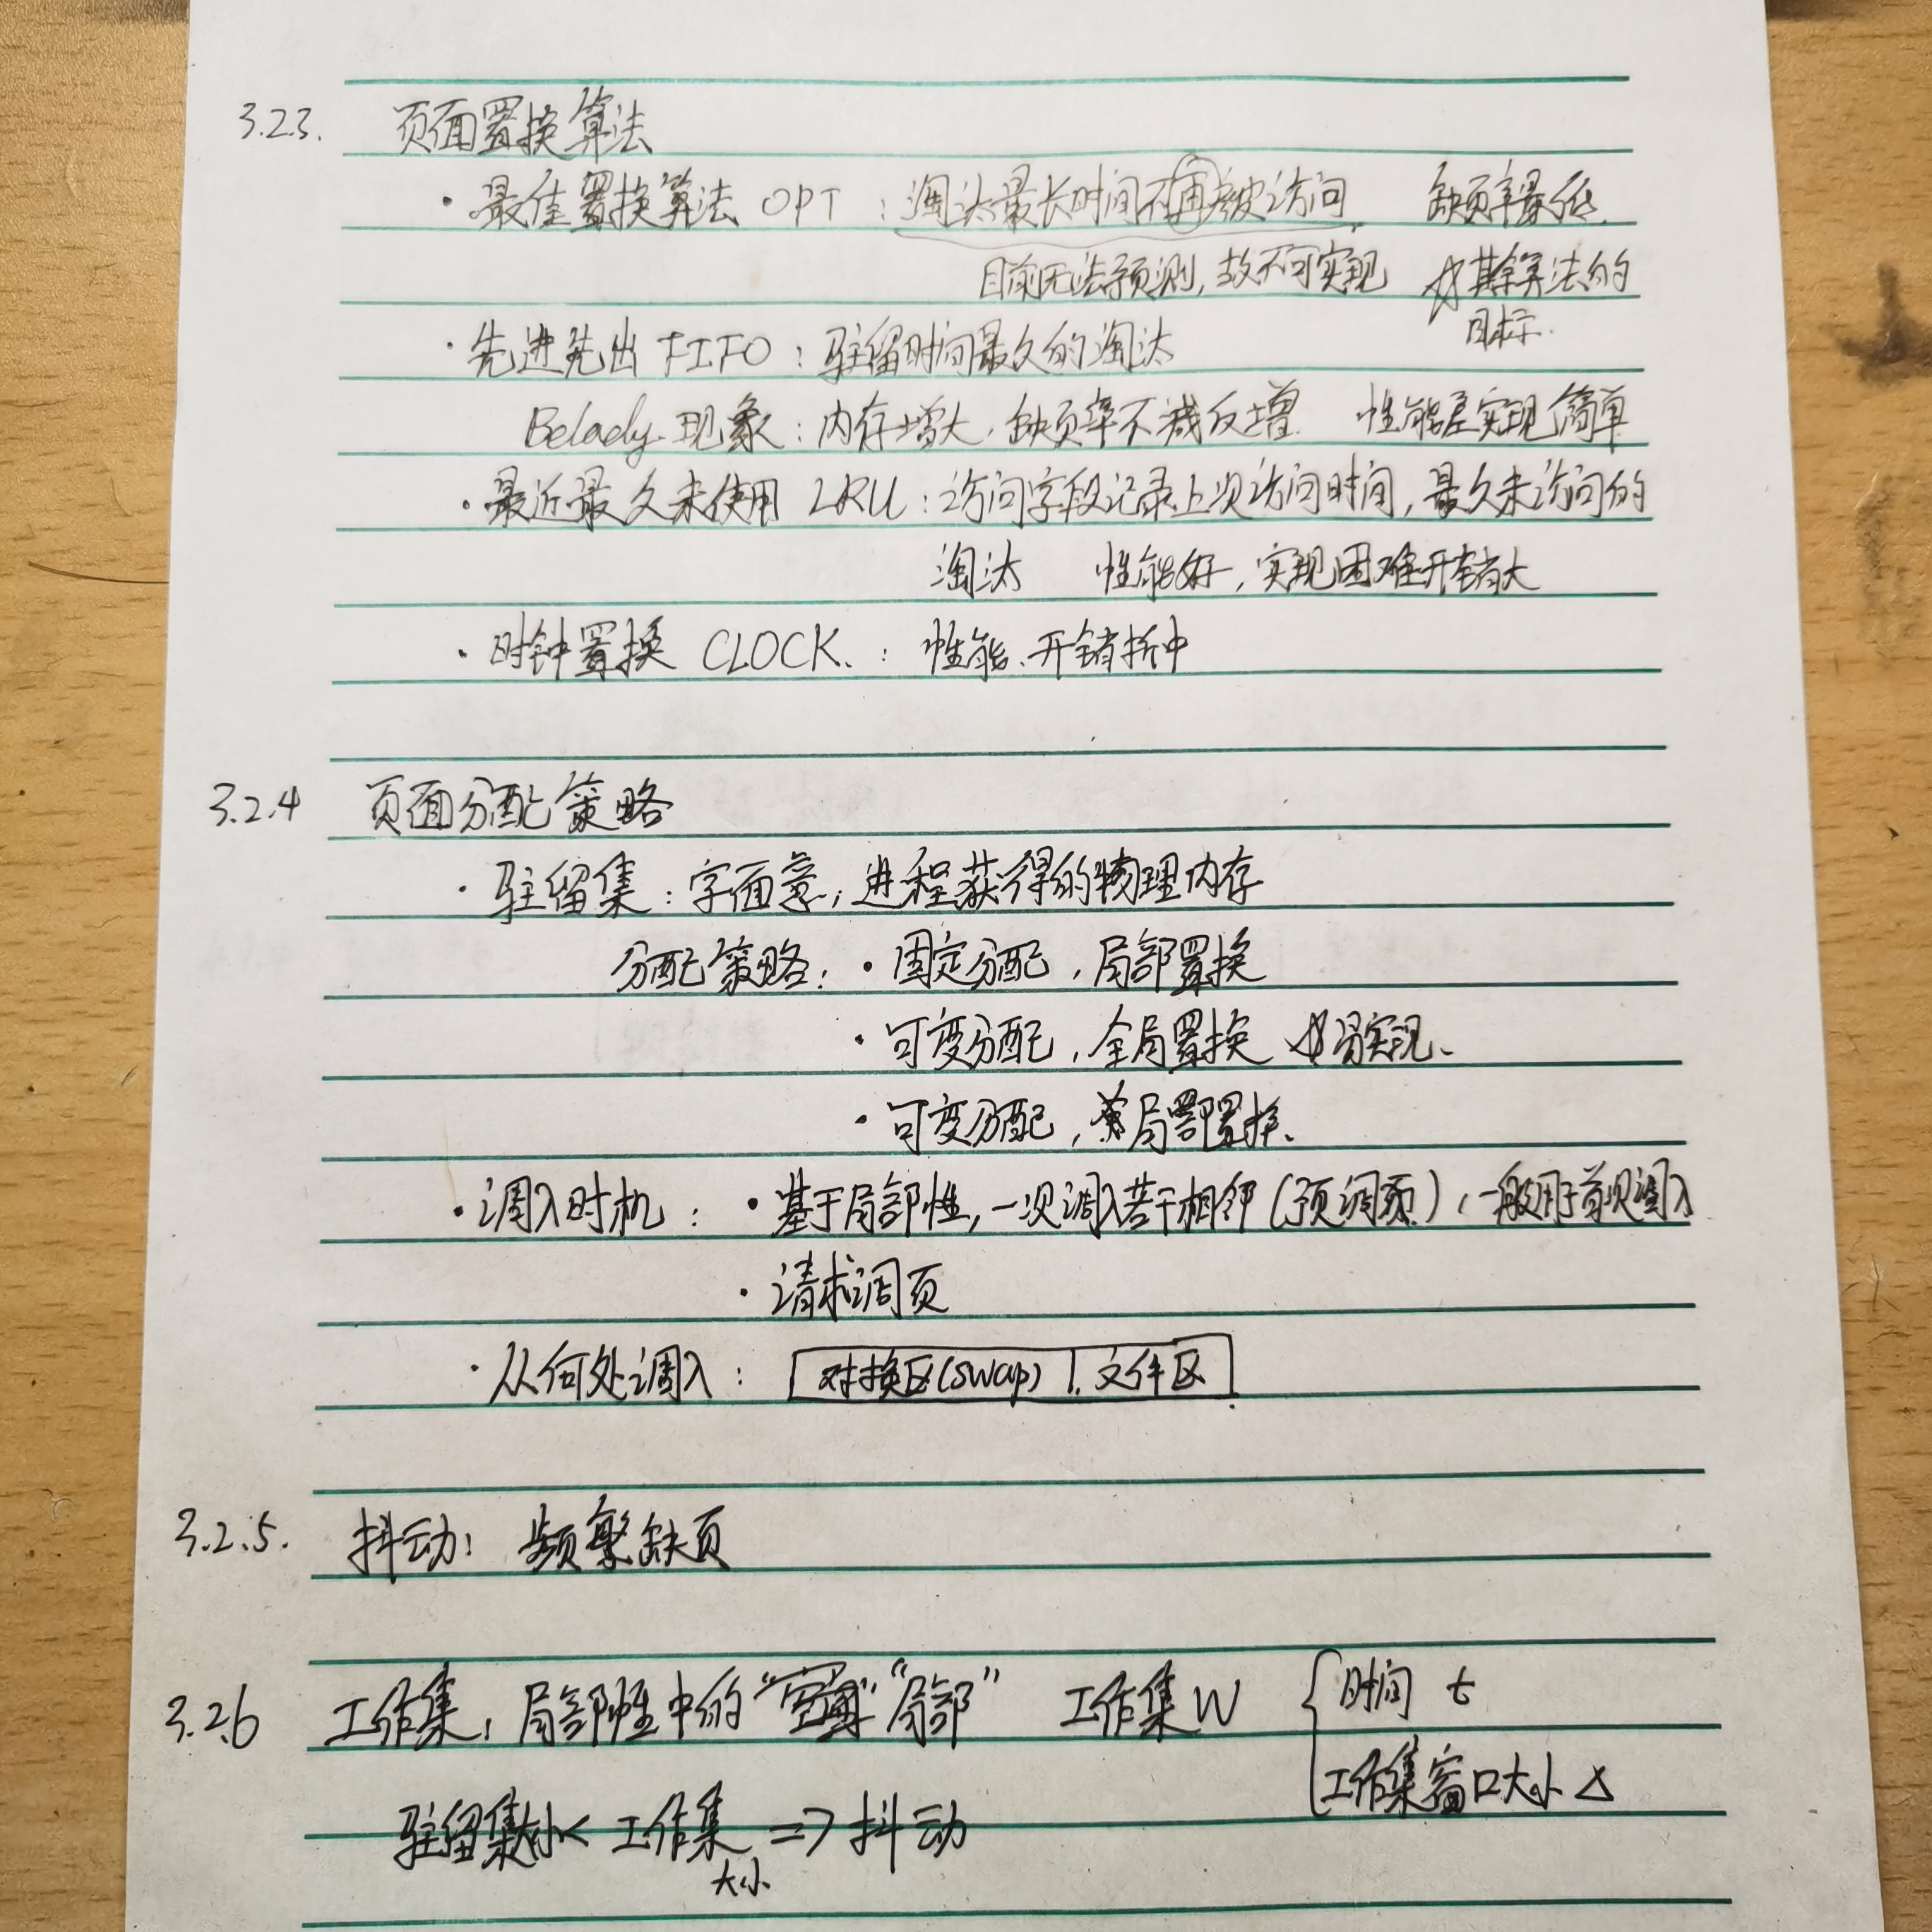 3.2.3. 页面置换算法
· 最佳置换算法 OPT : 淘汰最长时间不再被访问 缺页率最低.
目前无法预测, 故不可实现 其余算法的
目标.
· 先进先出 FIFO : 驻留时间最久的淘汰
Belady 现象 : 内存增大, 缺页率不减反增. 性能差实现简单
· 最近最久未使用 LRU : 访问字段记录上次访问时间, 最久未访问的
淘汰 性能好, 实现困难开销大
· 时钟置换 CLOCK. : 性能、开销折中
3.2.4 页面分配策略
· 驻留集 : 字面意, 进程获得的物理内存
分配策略: · 固定分配, 局部置换
· 可变分配, 全局置换 易实现、
· 可变分配, 局部置换、
· 调入时机 : · 基于局部性, 一次调入若干相邻 (预调页), 一般用于首次调入
· 请求调页
· 从何处调入 : 对换区(swap) 文件区
3.2.5. 抖动: 频繁缺页
3.2.6 工作集: 局部性中的 "局部" 工作集 W { 时间 t
工作集窗口大小 Δ
驻留集大小 < 工作集 => 抖动
大小